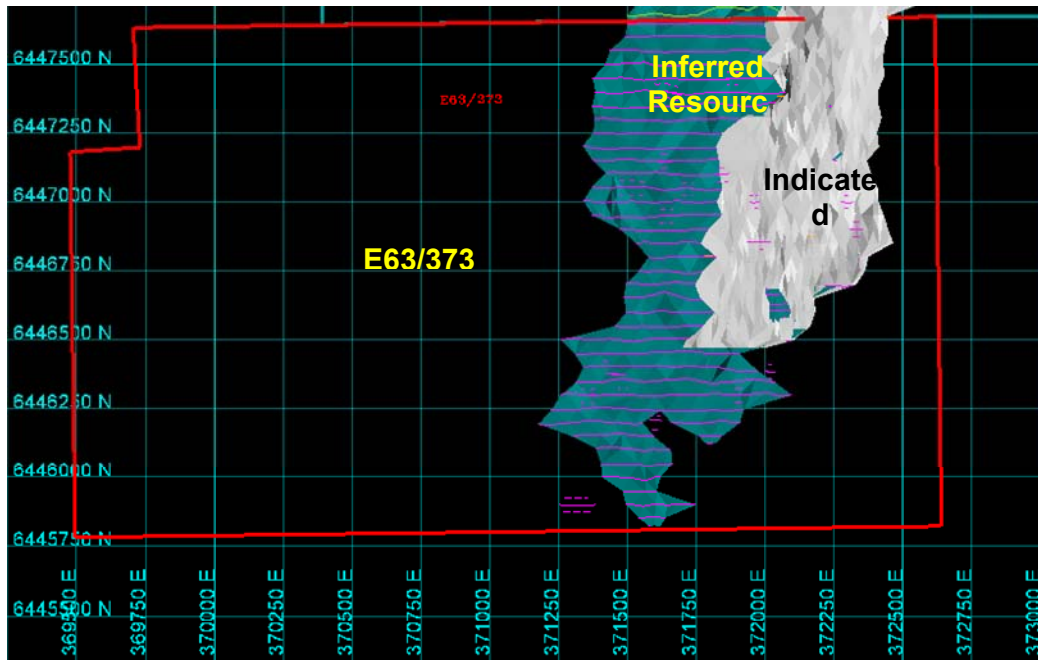 6447500 N
Inferred
Resourc
E63/373
6447250 N
6447000 N
Indicate
d
E63/373
6446750 N
6446500 N
6446250 N
6446000 N
6445750 N
6445500 N
369500 E
369750 E
370000 E
370250 E
370500 E
370750 E
371000 E
371250 E
371500 E
371750 E
372000 E
372250 E
372500 E
372750 E
373000 E